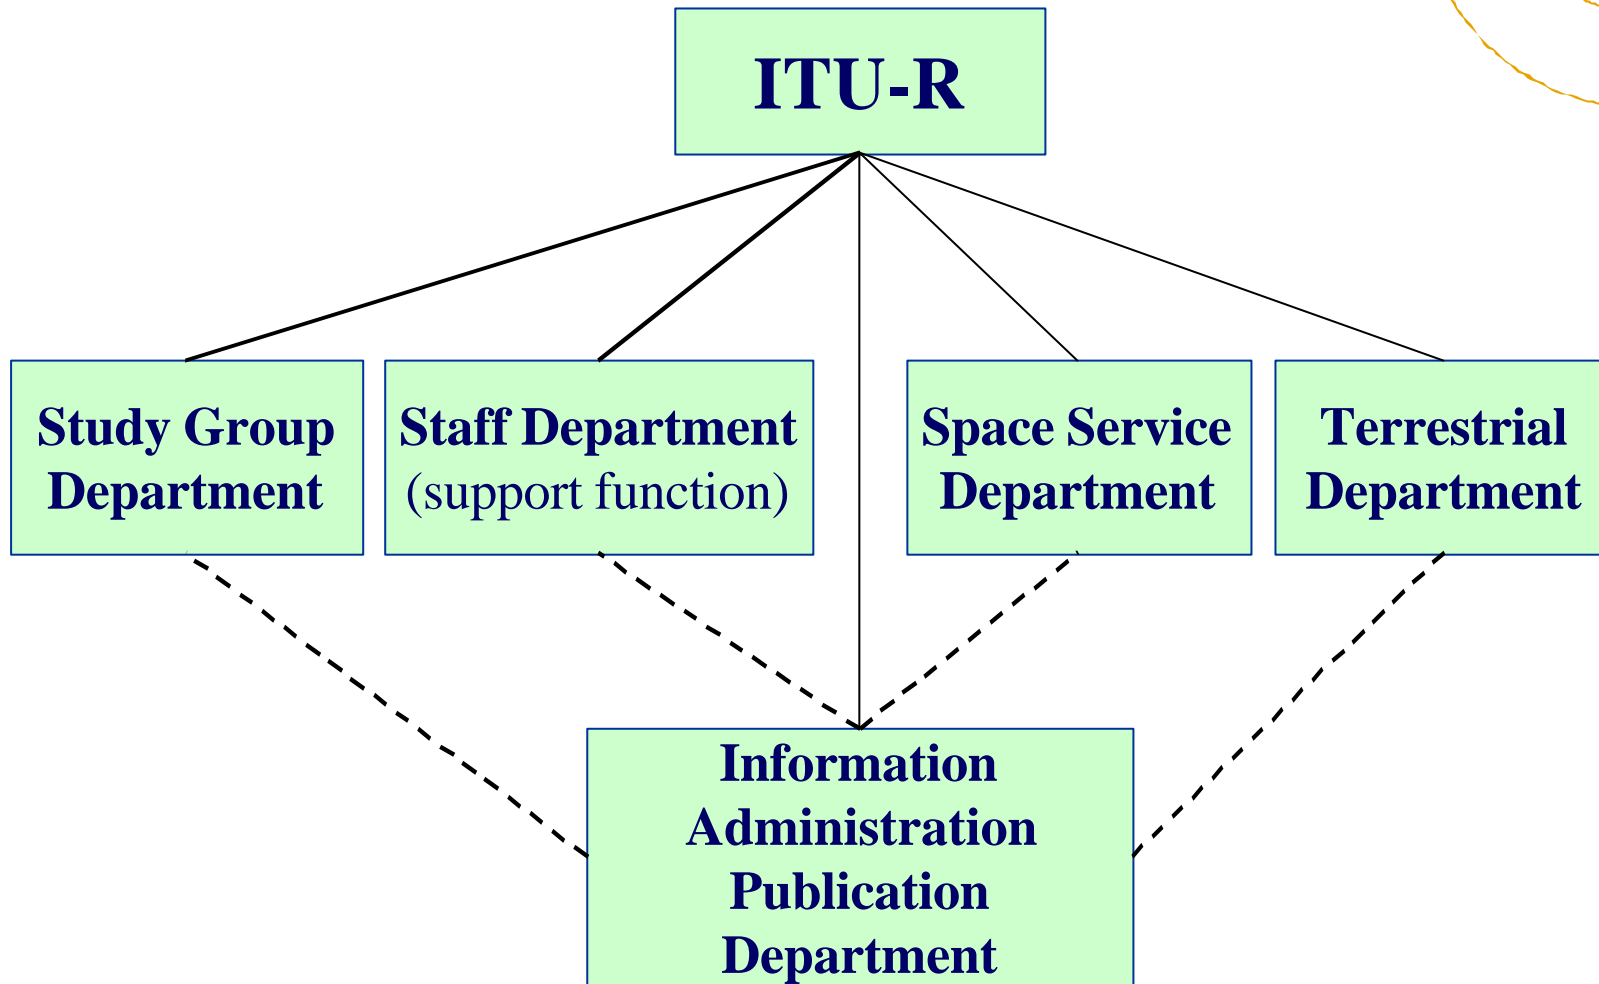 ITU-R
Study Group
Department
Staff Department
(support function)
Space Service
Department
Terrestrial
Department
Information
Administration
Publication
Department